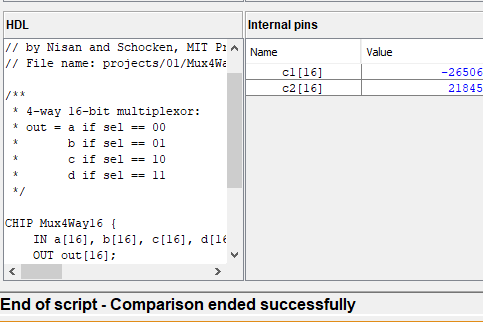 HDL
// by Nisan and Schocken, MIT Pr
// File name: projects/01/Mux4Wa
/**
* 4-way 16-bit multiplexor:
* out = a if sel == 00
* b if sel == 01
* c if sel == 10
* d if sel == 11
*/
CHIP Mux4Way16 {
IN a[16], b[16], c[16], d[16
OUT out[16];
Internal pins
Name Value
c1[16] -26506
c2[16] 21845
End of script - Comparison ended successfully